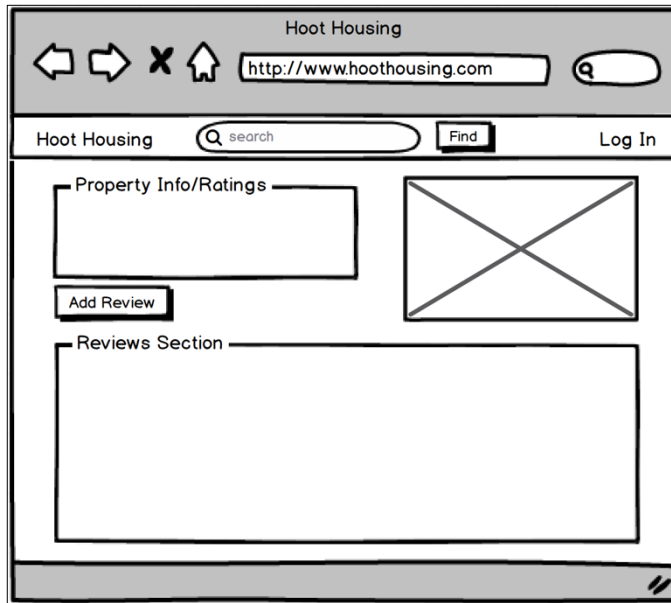 Hoot Housing
http://www.hoothousing.com
Hoot Housing search Find Log In
Property Info/Ratings
Add Review
Reviews Section